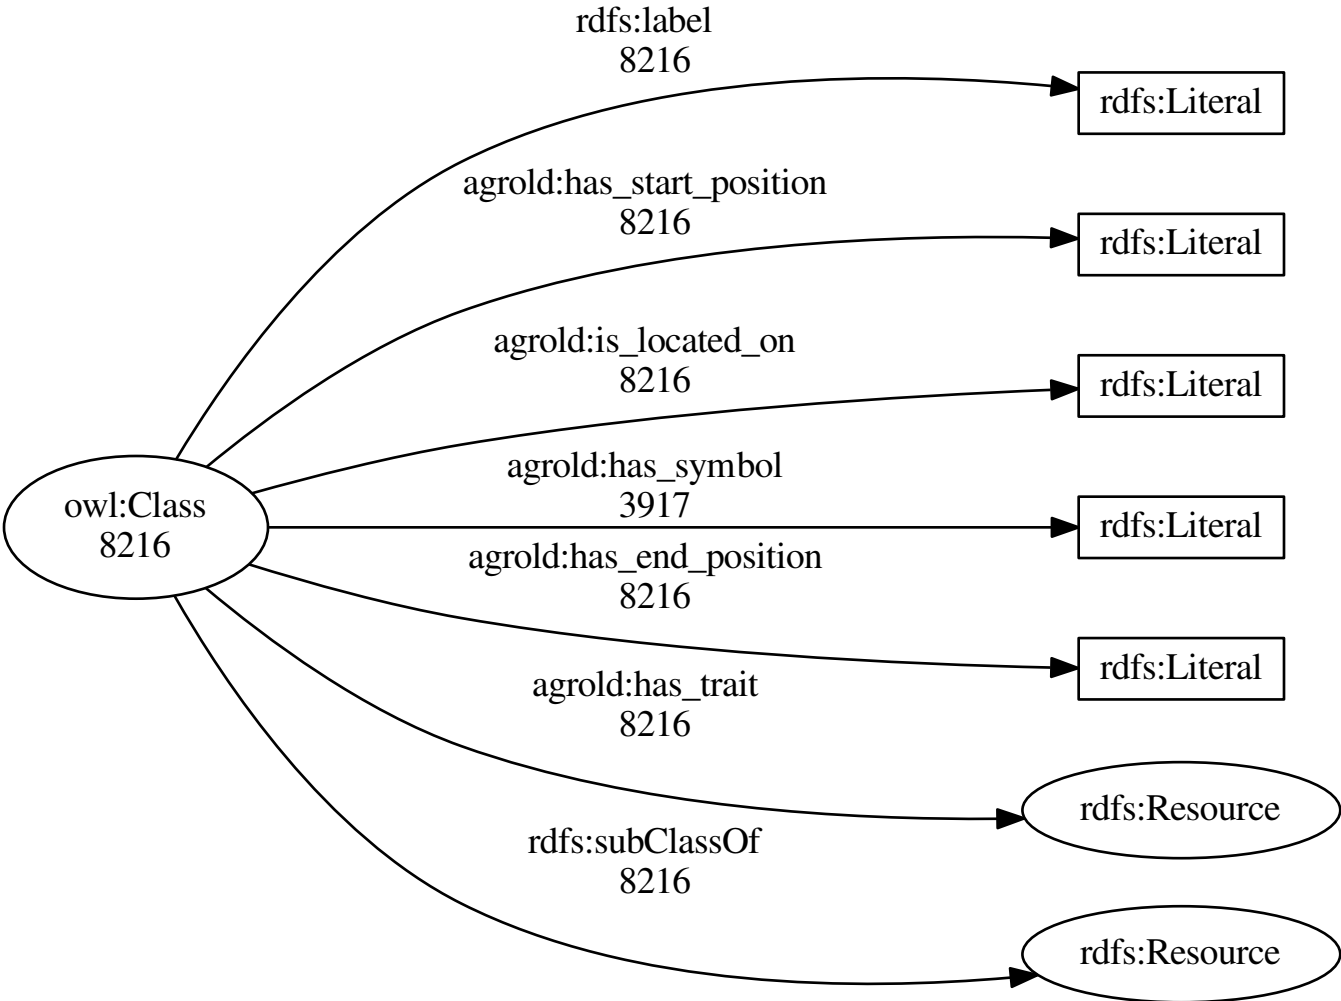 rdfs:label
8216
rdfs:Literal
agrold:has_start_position
8216
rdfs:Literal
agrold:is_located_on
8216
rdfs:Literal
agrold:has_symbol
3917
rdfs:Literal
owl:Class
8216
agrold:has_end_position
8216
rdfs:Literal
agrold:has_trait
8216
rdfs:Resource
rdfs:subClassOf
8216
rdfs:Resource